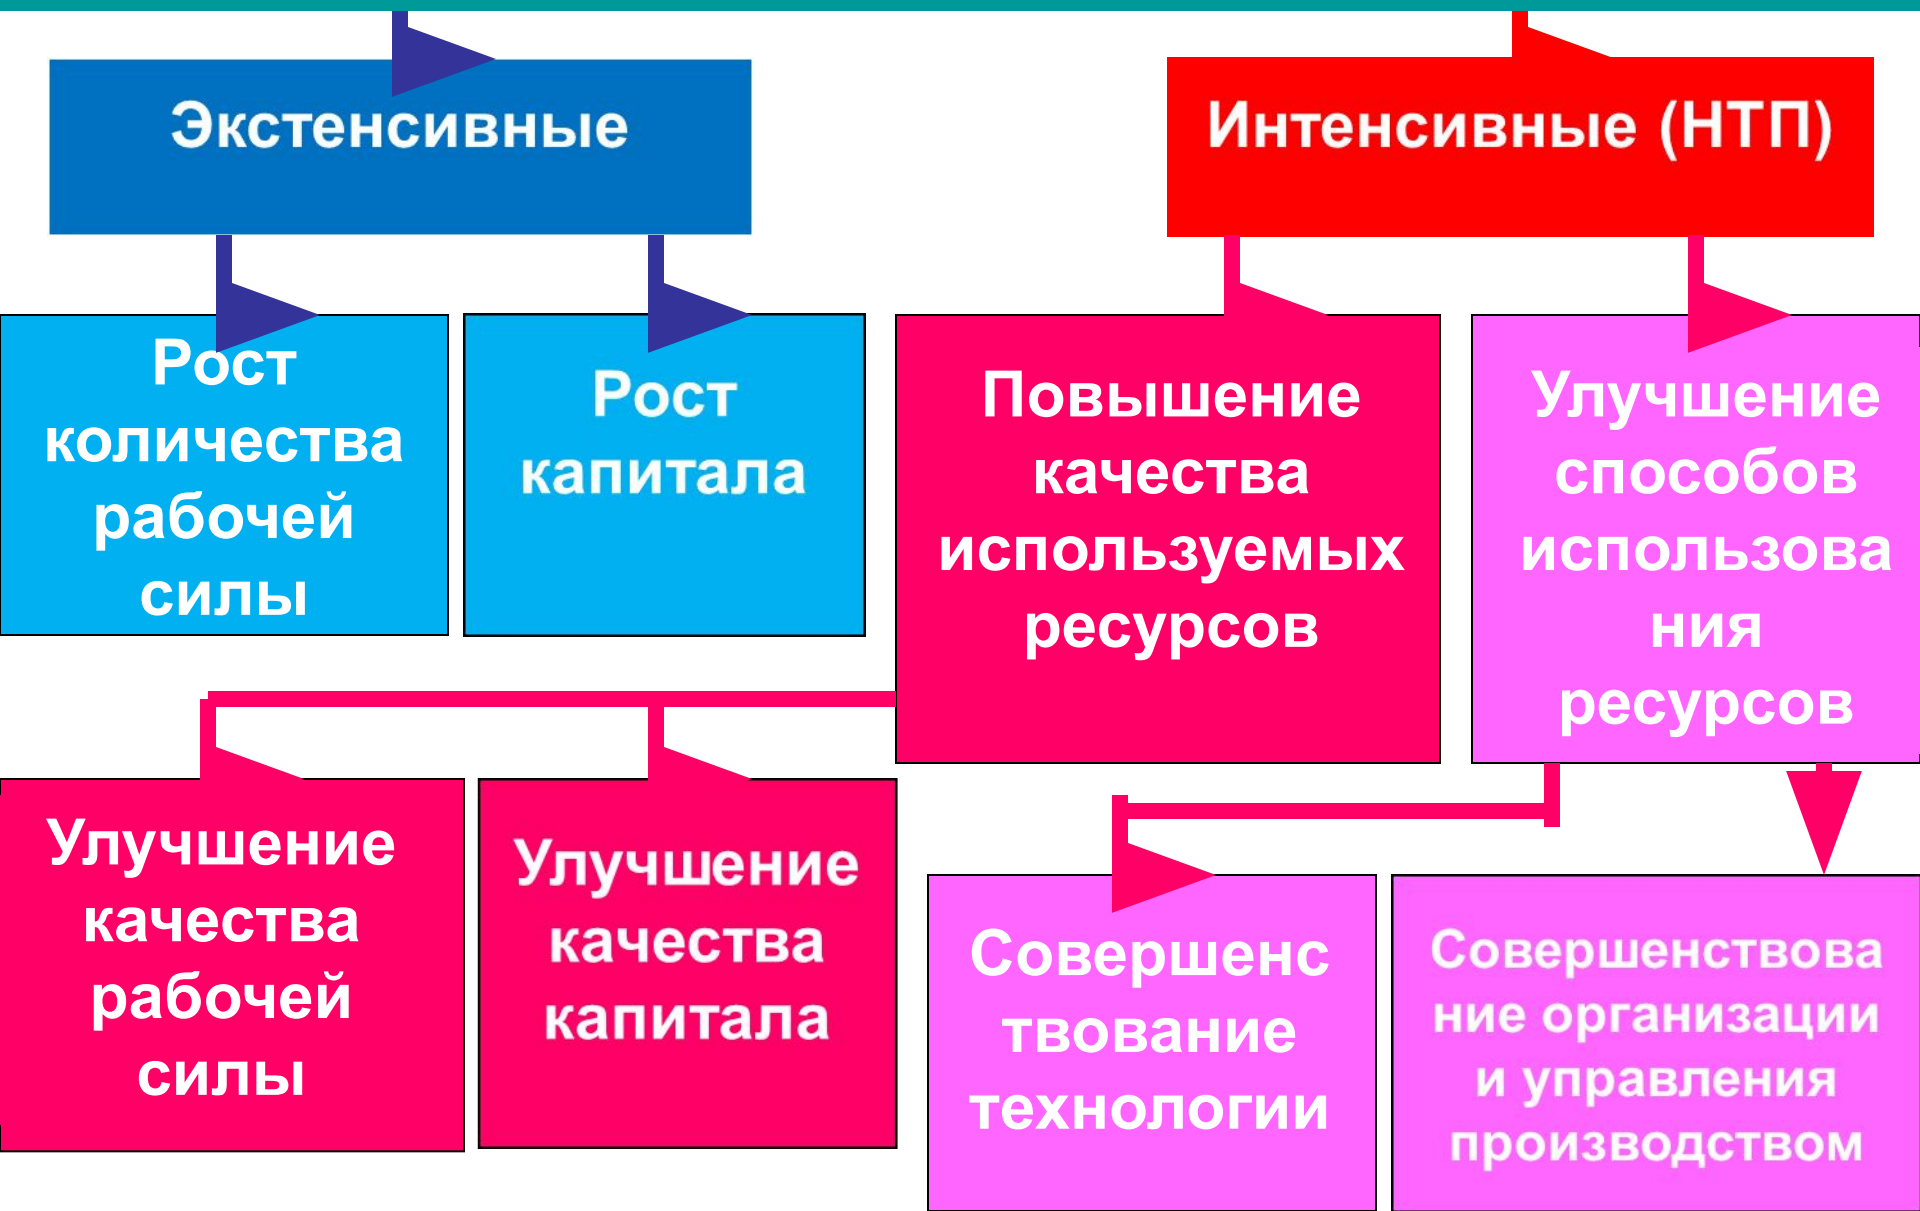 Экстенсивные
Интенсивные (НТП)
Рост
количества
рабочей
силы
Рост
капитала
Повышение
качества
используемых
ресурсов
Улучшение
способов
использова
ния
ресурсов
Улучшение
качества
рабочей
силы
Улучшение
качества
капитала
Совершенс
твование
технологии
Совершенствова
ние организации
и управления
производством